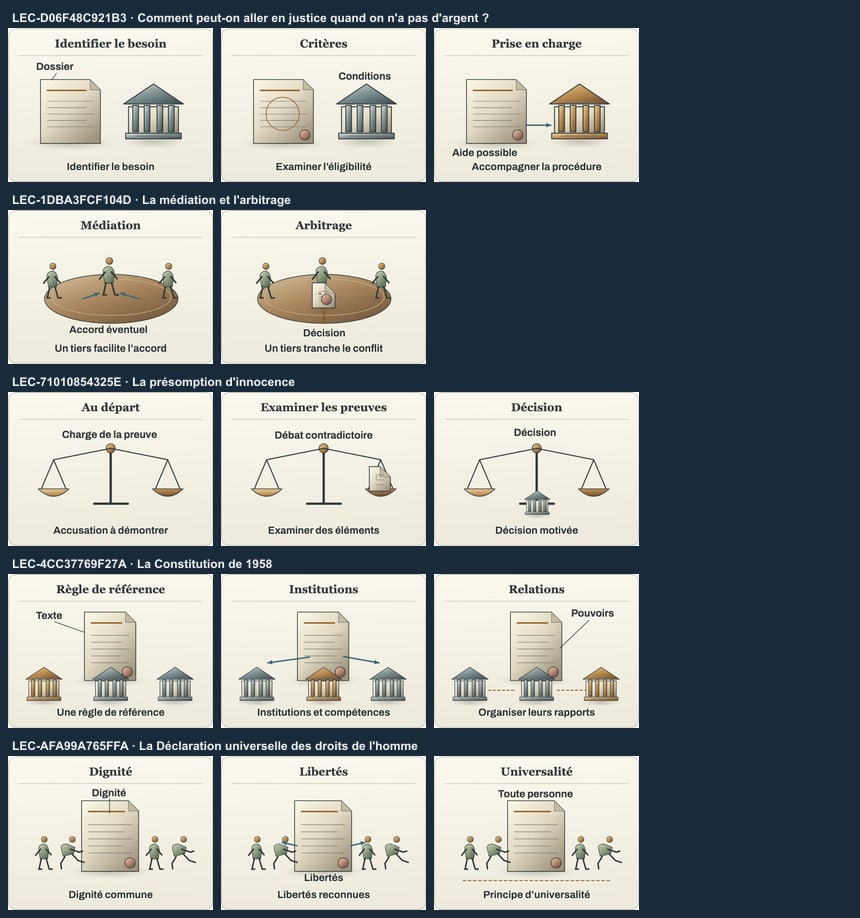 LEC-D06F48C921B3 · Comment peut-on aller en justice quand on n'a pas d'argent ?
Identifier le besoin
Dossier
Identifier le besoin
Critères
Conditions
Examiner l'éligibilité
Prise en charge
Aide possible
Accompagner la procédure
LEC-1DBA3FCF104D · La médiation et l'arbitrage
Médiation
Accord éventuel
Un tiers facilite l'accord
Arbitrage
Décision
Un tiers tranche le conflit
LEC-71010854325E · La présomption d'innocence
Au départ
Charge de la preuve
Accusation à démontrer
Examiner les preuves
Débat contradictoire
Examiner des éléments
Décision
Décision
Décision motivée
LEC-4CC37769F27A · La Constitution de 1958
Règle de référence
Texte
Une règle de référence
Institutions
Institutions et compétences
Relations
Pouvoirs
Organiser leurs rapports
LEC-AFA99A765FFA · La Déclaration universelle des droits de l'homme
Dignité
Dignité
Dignité commune
Libertés
Libertés
Libertés reconnues
Universalité
Toute personne
Principe d'universalité